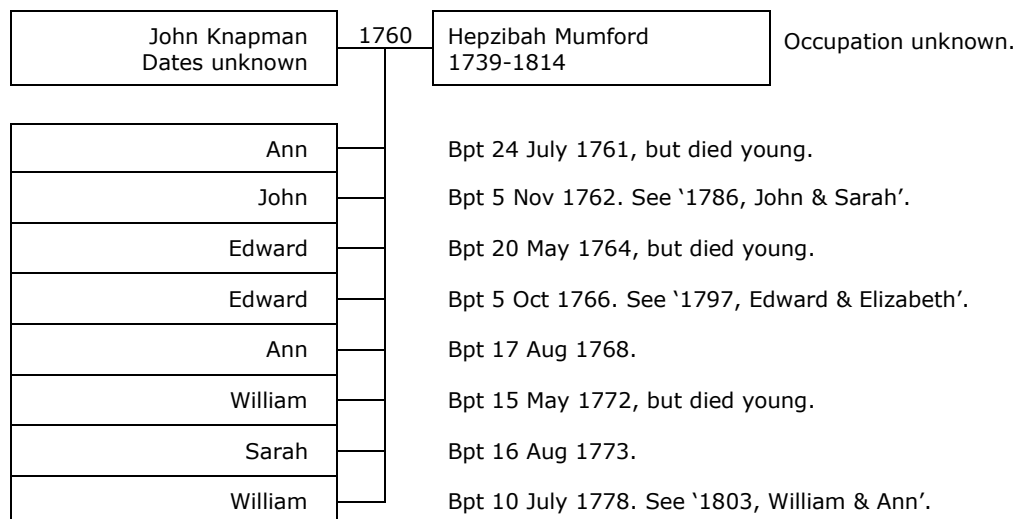 John Knapman 1760 Hepzibah Mumford Occupation unknown.
Dates unknown 1739-1814
Ann Bpt 24 July 1761, but died young.
John Bpt 5 Nov 1762. See ‘1786, John & Sarah’.
Edward Bpt 20 May 1764, but died young.
Edward Bpt 5 Oct 1766. See ‘1797, Edward & Elizabeth’.
Ann Bpt 17 Aug 1768.
William Bpt 15 May 1772, but died young.
Sarah Bpt 16 Aug 1773.
William Bpt 10 July 1778. See ‘1803, William & Ann’.